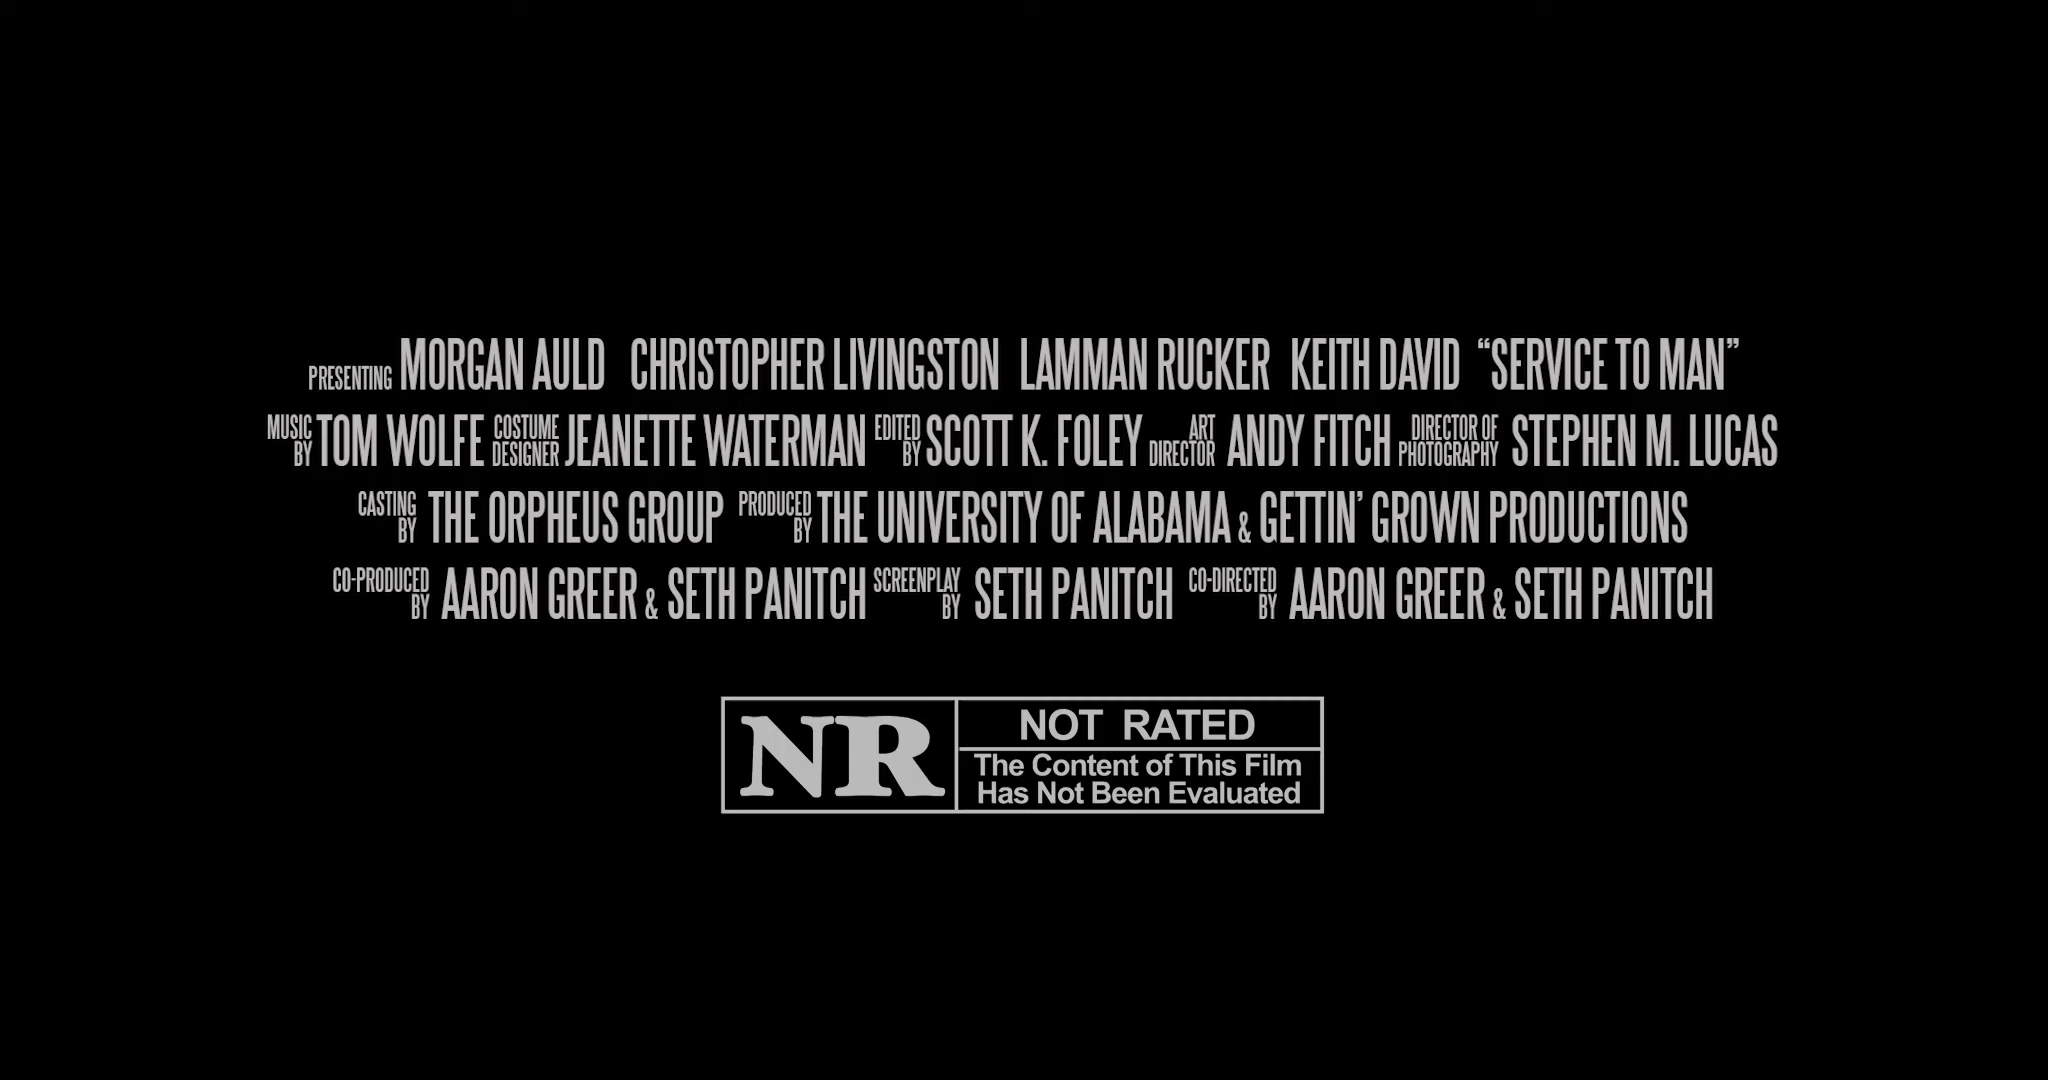 PRESENTING MORGAN AULD CHRISTOPHER LIVINGSTON LAMMAN RUCKER KEITH DAVID “SERVICE TO MAN”
MUSIC BY TOM WOLFE COSTUME DESIGNER JEANETTE WATERMAN EDITED BY SCOTT K. FOLEY ART DIRECTOR ANDY FITCH DIRECTOR OF PHOTOGRAPHY STEPHEN M. LUCAS
CASTING BY THE ORPHEUS GROUP PRODUCED BY THE UNIVERSITY OF ALABAMA & GETTIN’ GROWN PRODUCTIONS
CO-PRODUCED BY AARON GREER & SETH PANITCH SCREENPLAY BY SETH PANITCH CO-DIRECTED BY AARON GREER & SETH PANITCH
NR
NOT RATED
The Content of This Film
Has Not Been Evaluated